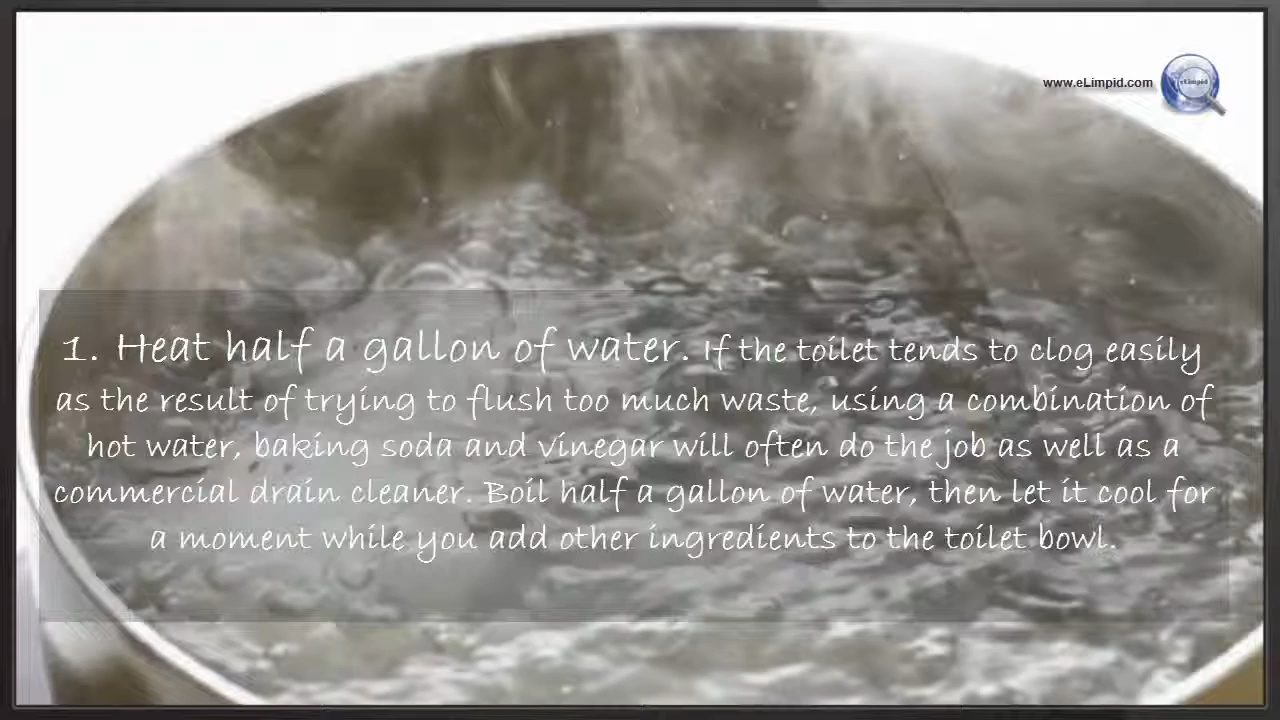 www.eLimpid.com
eLimpid
1. Heat half a gallon of water. If the toilet tends to clog easily
as the result of trying to flush too much waste, using a combination of
hot water, baking soda and vinegar will often do the job as well as a
commercial drain cleaner. Boil half a gallon of water, then let it cool for
a moment while you add other ingredients to the toilet bowl.